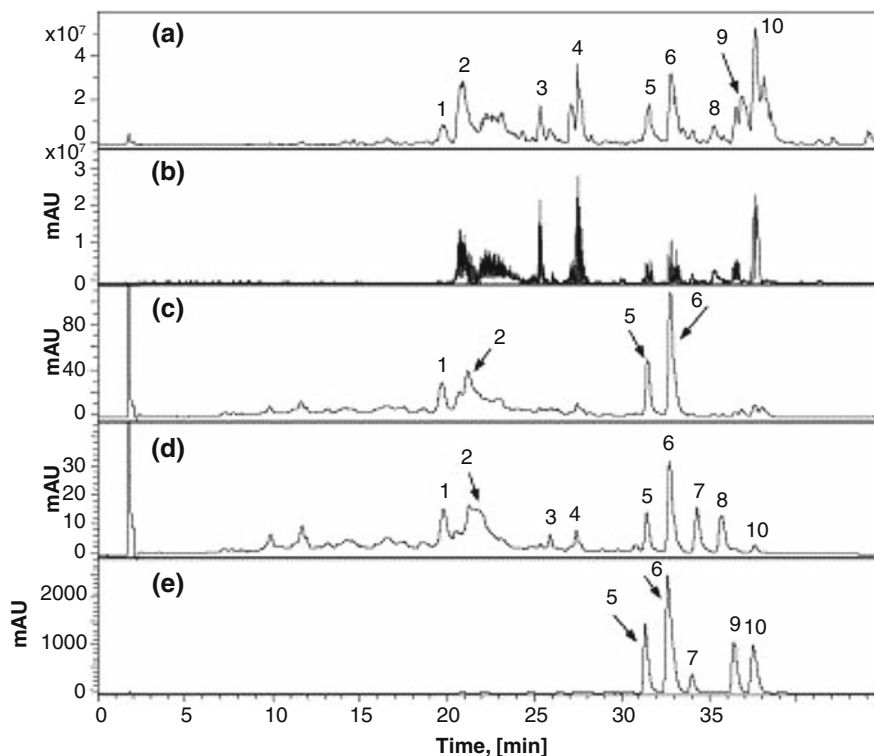 x10⁷ (a)
4
2
0
1 2 3 4 5 6 8 9 10
x10⁷ (b)
mAU
3
2
1
0
(c)
mAU
80
40
0
1 2 5 6
(d)
mAU
30
20
10
0
1 2 3 4 5 6 7 8 10
(e)
mAU
2000
1000
0
5 6 7 9 10
0 5 10 15 20 25 30 35
Time, [min]